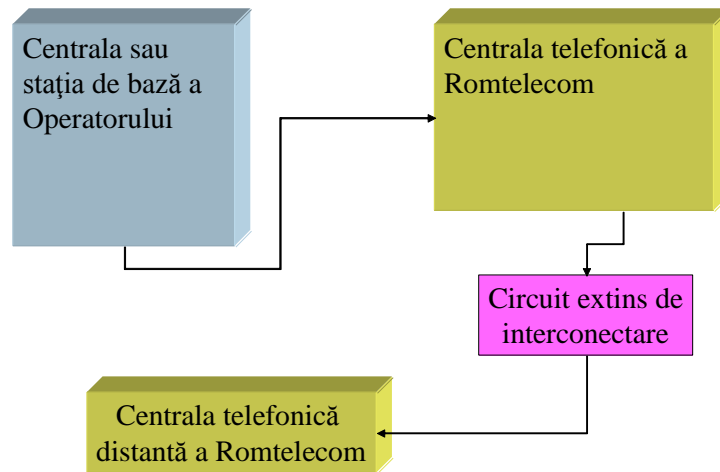 Centrala sau
staţia de bază a
Operatorului
Centrala telefonică a
Romtelecom
Circuit extins de
interconectare
Centrala telefonică
distantă a Romtelecom